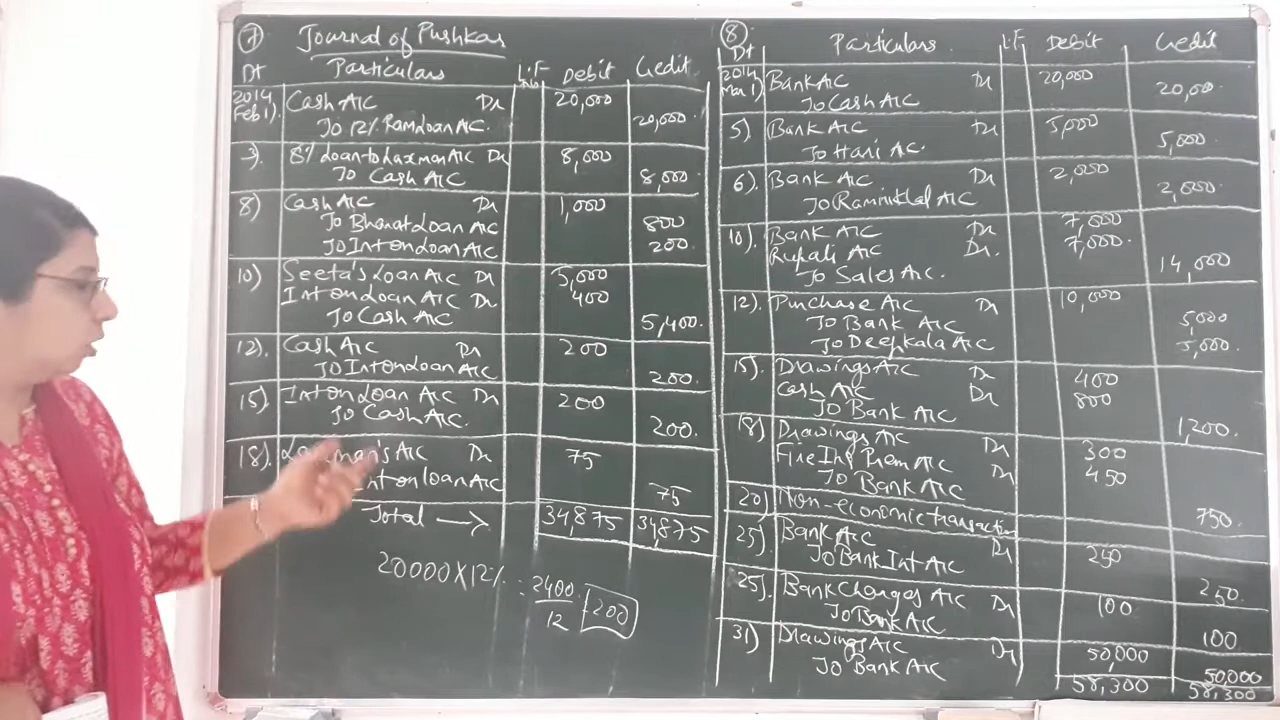 7
Journal of Pushkar
Dt Particulars L.F Debit Credit
2014 Feb 1). Cash A/C Dr 20,000
To 12% Ram Loan A/C. 20,000.
3). 8% Loan to Laxman A/C Dr 8,000
To Cash A/C 8,000
8) Cash A/C Dr 1,000
To Bharat Loan A/C 800
To Int on Loan A/C 200.
10) Seeta's Loan A/C Dr 5,000
Int on Loan A/C Dr 400
To Cash A/C 5,400.
12). Cash A/C Dr 200
To Int on Loan A/C 200.
15) Int on Loan A/C Dr 200
To Cash A/C. 200.
18). A/C Dr 75
Int on Loan A/C 75
Total → 34,875 34,875
20000 X 12% : 2400
12
200
8
Dt Particulars L.F Debit Credit
2014 Mar 1) Bank A/C Dr 20,000
To Cash A/C 20,000
5) Bank A/C Dr 5,000
To Hari A/C. 5,000
6). Bank A/C Dr 2,000
To Ramniklal A/C 2,000
10). Bank A/C Dr 7,000
Rupali A/C Dr. 7,000.
To Sales A/C. 14,000
12). Purchase A/C Dr 10,000
To Bank A/C 5,000
To Deepkala A/C 5,000.
15). Drawings A/C Dr 400
Cash A/C Dr 800
To Bank A/C 1,200.
18) Drawings A/C Dr 300
Fire Ins Prem A/C Dr 450
To Bank A/C 750.
20) Non-economic transaction
25). Bank A/C Dr 250
To Bank Int A/C 250.
25). Bank Charges A/C Dr 100
To Bank A/C 100
31) Drawings A/C Dr 50,000
To Bank A/C 50,000
58,300 58,300